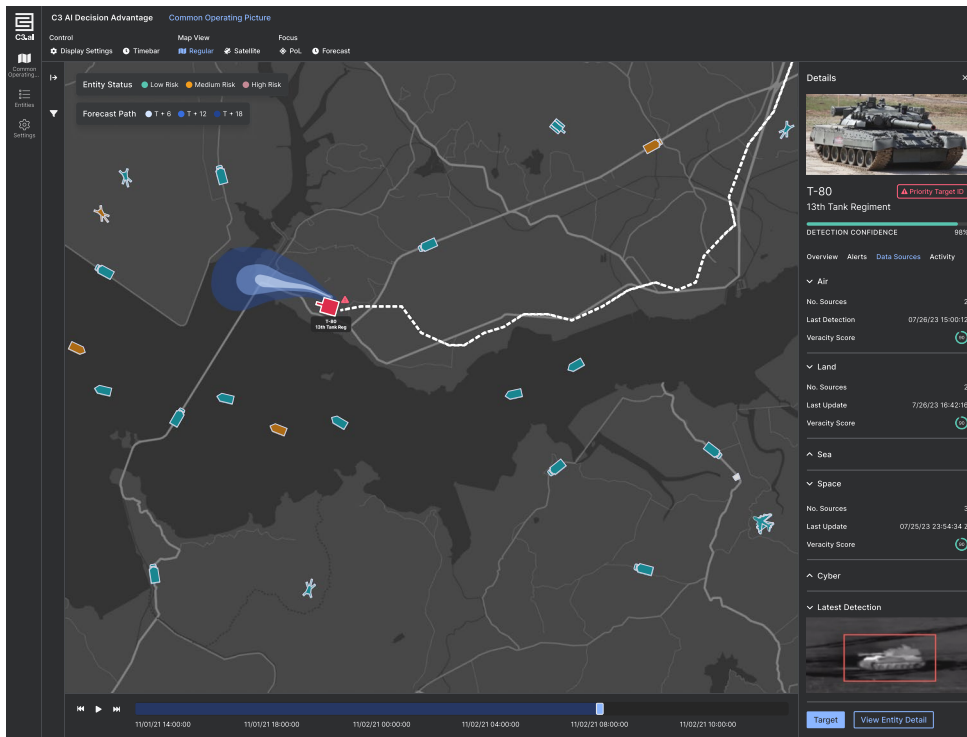 C3 AI Decision Advantage Common Operating Picture
C3.ai
Control
Map View
Focus
Display Settings Timebar Regular Satellite PoL Forecast
Common Operating...
Entities
Settings
Entity Status Low Risk Medium Risk High Risk
Forecast Path T + 6 T + 12 T + 18
T-80
13th Tank Reg
Details
T-80
Priority Target ID
13th Tank Regiment
DETECTION CONFIDENCE 98%
Overview Alerts Data Sources Activity
Air
No. Sources 2
Last Detection 07/26/23 15:00:12
Veracity Score 90
Land
No. Sources 2
Last Update 7/26/23 16:42:16
Veracity Score 90
Sea
Space
No. Sources 3
Last Update 07/25/23 23:54:34 Z
Veracity Score
Cyber
Latest Detection
Target View Entity Detail
11/01/21 14:00:00 11/01/21 18:00:00 11/02/21 00:00:00 11/02/21 04:00:00 11/02/21 08:00:00 11/02/21 10:00:00